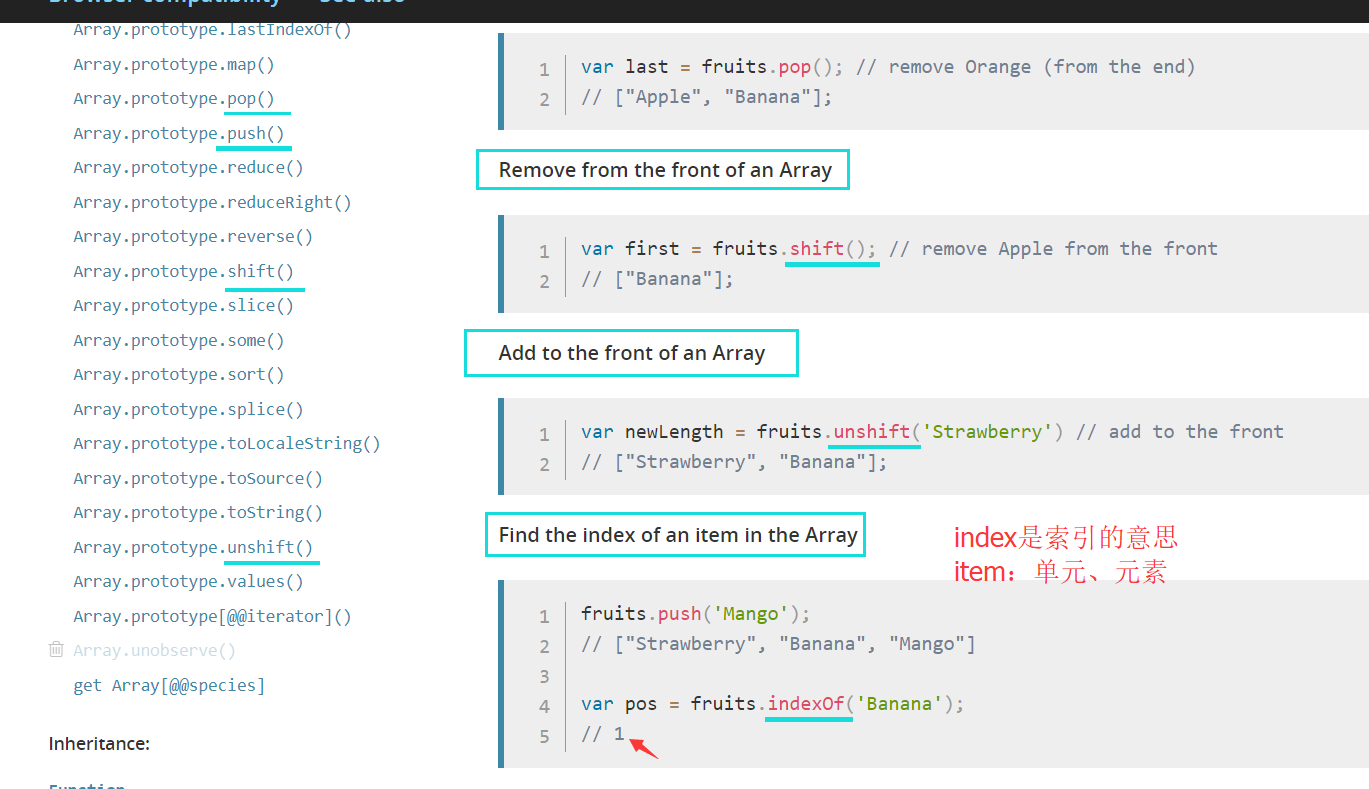 Browser compatibility See also
Array.prototype.lastIndexOf()
Array.prototype.map()
Array.prototype.pop()
Array.prototype.push()
Array.prototype.reduce()
Array.prototype.reduceRight()
Array.prototype.reverse()
Array.prototype.shift()
Array.prototype.slice()
Array.prototype.some()
Array.prototype.sort()
Array.prototype.splice()
Array.prototype.toLocaleString()
Array.prototype.toSource()
Array.prototype.toString()
Array.prototype.unshift()
Array.prototype.values()
Array.prototype[@@iterator]()
Array.unobserve()
get Array[@@species]
Inheritance:
Function
1 var last = fruits.pop(); // remove Orange (from the end)
2 // ["Apple", "Banana"];
Remove from the front of an Array
1 var first = fruits.shift(); // remove Apple from the front
2 // ["Banana"];
Add to the front of an Array
1 var newLength = fruits.unshift('Strawberry') // add to the front
2 // ["Strawberry", "Banana"];
Find the index of an item in the Array
index是索引的意思
item：单元、元素
1 fruits.push('Mango');
2 // ["Strawberry", "Banana", "Mango"]
3
4 var pos = fruits.indexOf('Banana');
5 // 1